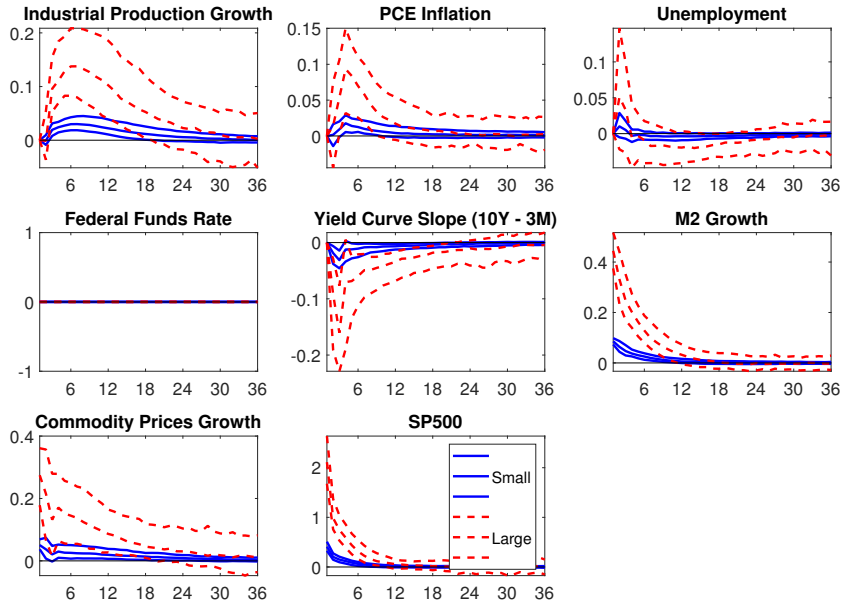 Industrial Production Growth
0.2
0.1
0
6 12 18 24 30 36
PCE Inflation
0.15
0.1
0.05
0
6 12 18 24 30 36
Unemployment
0.1
0.05
0
6 12 18 24 30 36
Federal Funds Rate
1
0
-1
6 12 18 24 30 36
Yield Curve Slope (10Y - 3M)
0
-0.1
-0.2
6 12 18 24 30 36
M2 Growth
0.4
0.2
0
6 12 18 24 30 36
Commodity Prices Growth
0.4
0.2
0
6 12 18 24 30 36
SP500
2
1
0
6 12 18 24 30 36
Small
Large